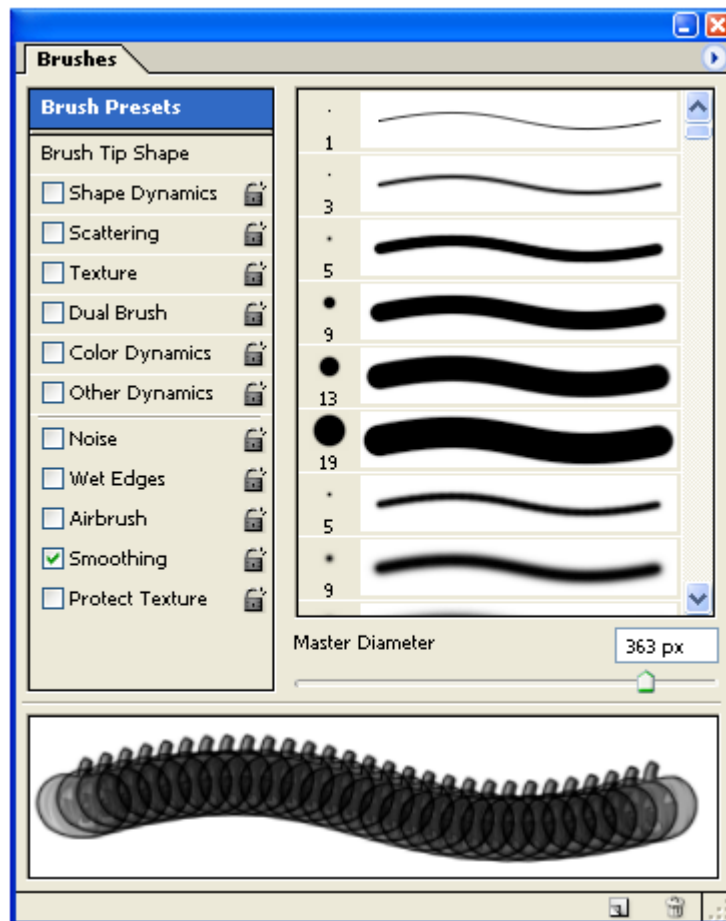 Brushes
Brush Presets
Brush Tip Shape
Shape Dynamics
Scattering
Texture
Dual Brush
Color Dynamics
Other Dynamics
Noise
Wet Edges
Airbrush
Smoothing
Protect Texture
1
3
5
9
13
19
5
9
Master Diameter
363 px